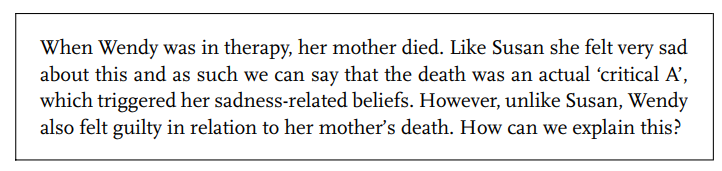 When Wendy was in therapy, her mother died. Like Susan she felt very sad
about this and as such we can say that the death was an actual ‘critical A’,
which triggered her sadness-related beliefs. However, unlike Susan, Wendy
also felt guilty in relation to her mother’s death. How can we explain this?